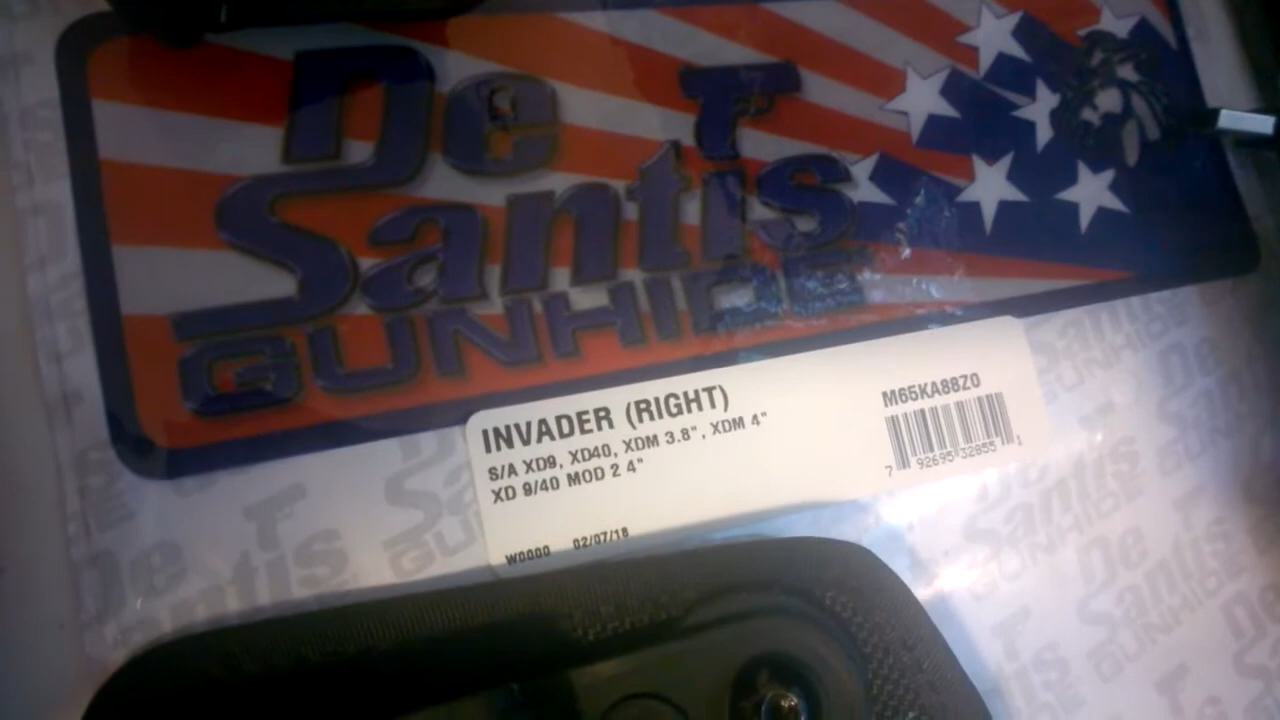 De
Santis
GUNHIDE
INVADER (RIGHT)
S/A XD9, XD40, XDM 3.8", XDM 4"
XD 9/40 MOD 2 4"
W0000 02/07/18
M65KA88Z0
7 92695 32855 1